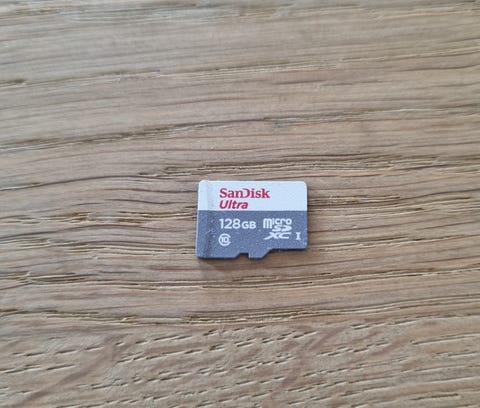 SanDisk
Ultra
128GB micro
SD
XC I
10